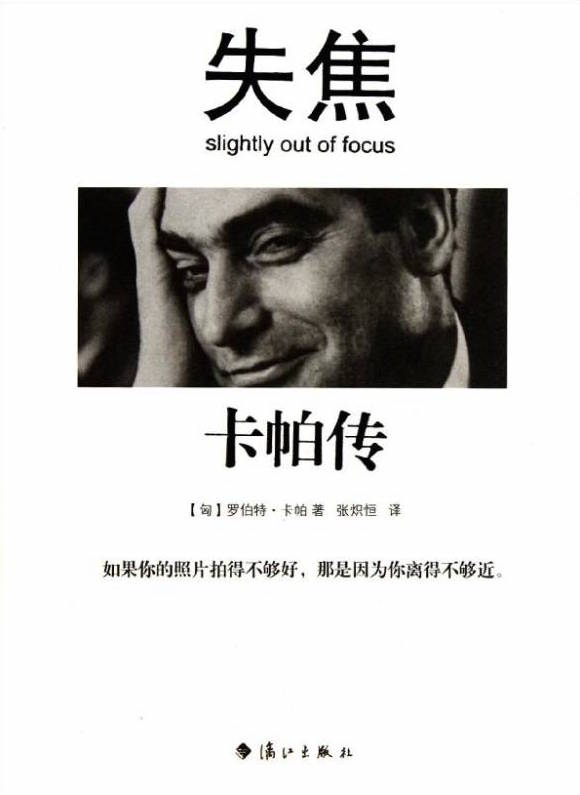 失焦
slightly out of focus
卡帕传
【匈】罗伯特·卡帕 著 张炽恒 译
如果你的照片拍得不够好，那是因为你离得不够近。
漓江出版社